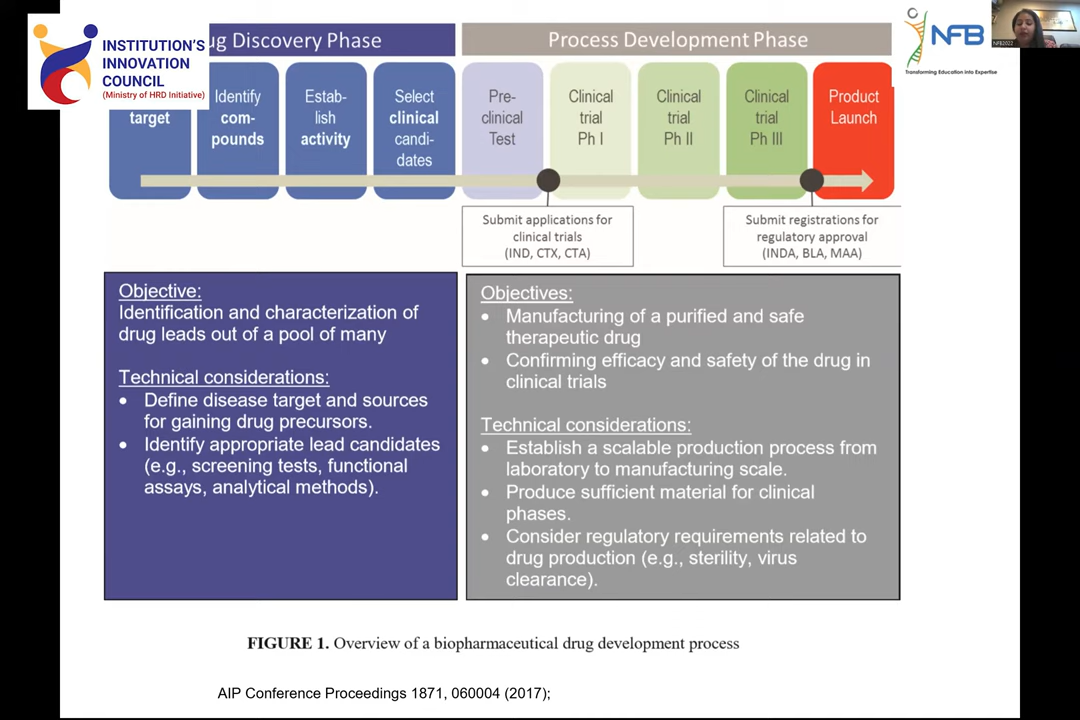 INSTITUTION'S
INNOVATION
COUNCIL
(Ministry of HRD Initiative)
ug Discovery Phase
Process Development Phase
NFB
Transforming Education into Expertise
NFB2022
target
Identify
com-
pounds
Estab-
lish
activity
Select
clinical
candi-
dates
Pre-
clinical
Test
Clinical
trial
Ph I
Clinical
trial
Ph II
Clinical
trial
Ph III
Product
Launch
Submit applications for
clinical trials
(IND, CTX, CTA)
Submit registrations for
regulatory approval
(INDA, BLA, MAA)
Objective:
Identification and characterization of
drug leads out of a pool of many
Technical considerations:
• Define disease target and sources
for gaining drug precursors.
• Identify appropriate lead candidates
(e.g., screening tests, functional
assays, analytical methods).
Objectives:
• Manufacturing of a purified and safe
therapeutic drug
• Confirming efficacy and safety of the drug in
clinical trials
Technical considerations:
• Establish a scalable production process from
laboratory to manufacturing scale.
• Produce sufficient material for clinical
phases.
• Consider regulatory requirements related to
drug production (e.g., sterility, virus
clearance).
FIGURE 1. Overview of a biopharmaceutical drug development process
AIP Conference Proceedings 1871, 060004 (2017);